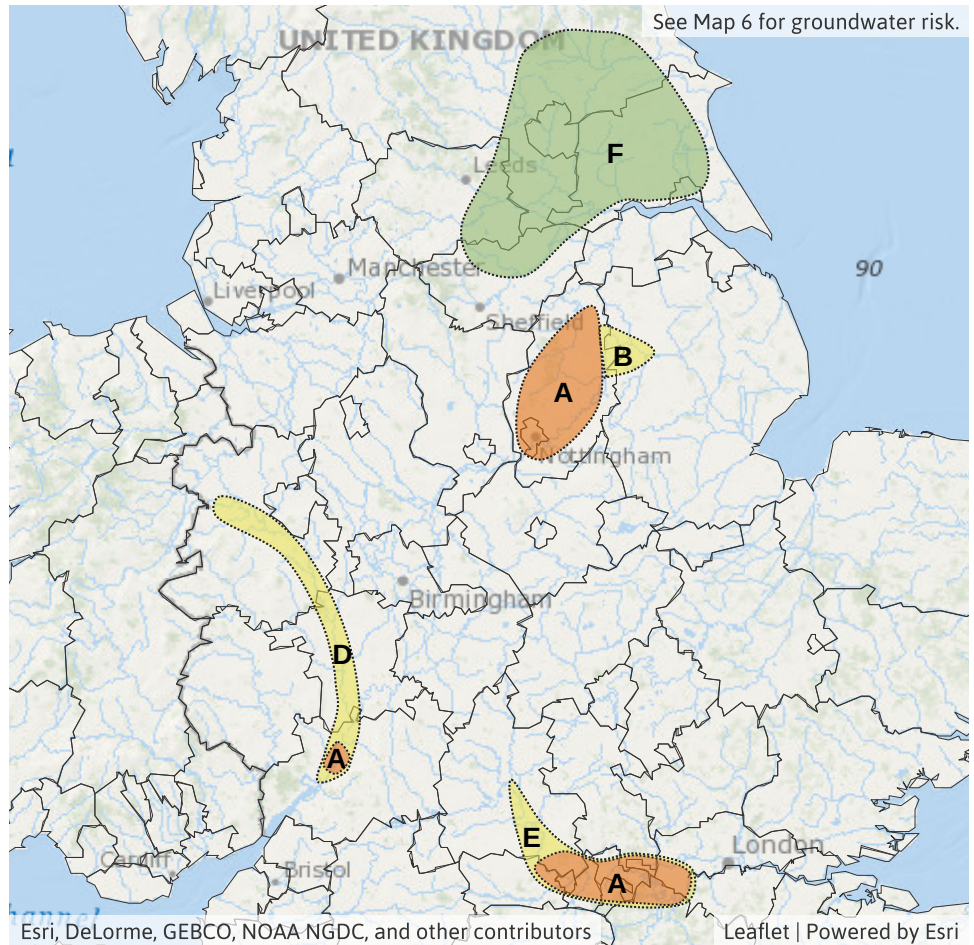 See Map 6 for groundwater risk.
UNITED KINGDOM
F
Leeds
Manchester
90
Liverpool
Sheffield
B
A
Nottingham
Birmingham
D
A
E
London
Cardiff
Bristol
A
hannel
Esri, DeLorme, GEBCO, NOAA NGDC, and other contributors
Leaflet | Powered by Esri